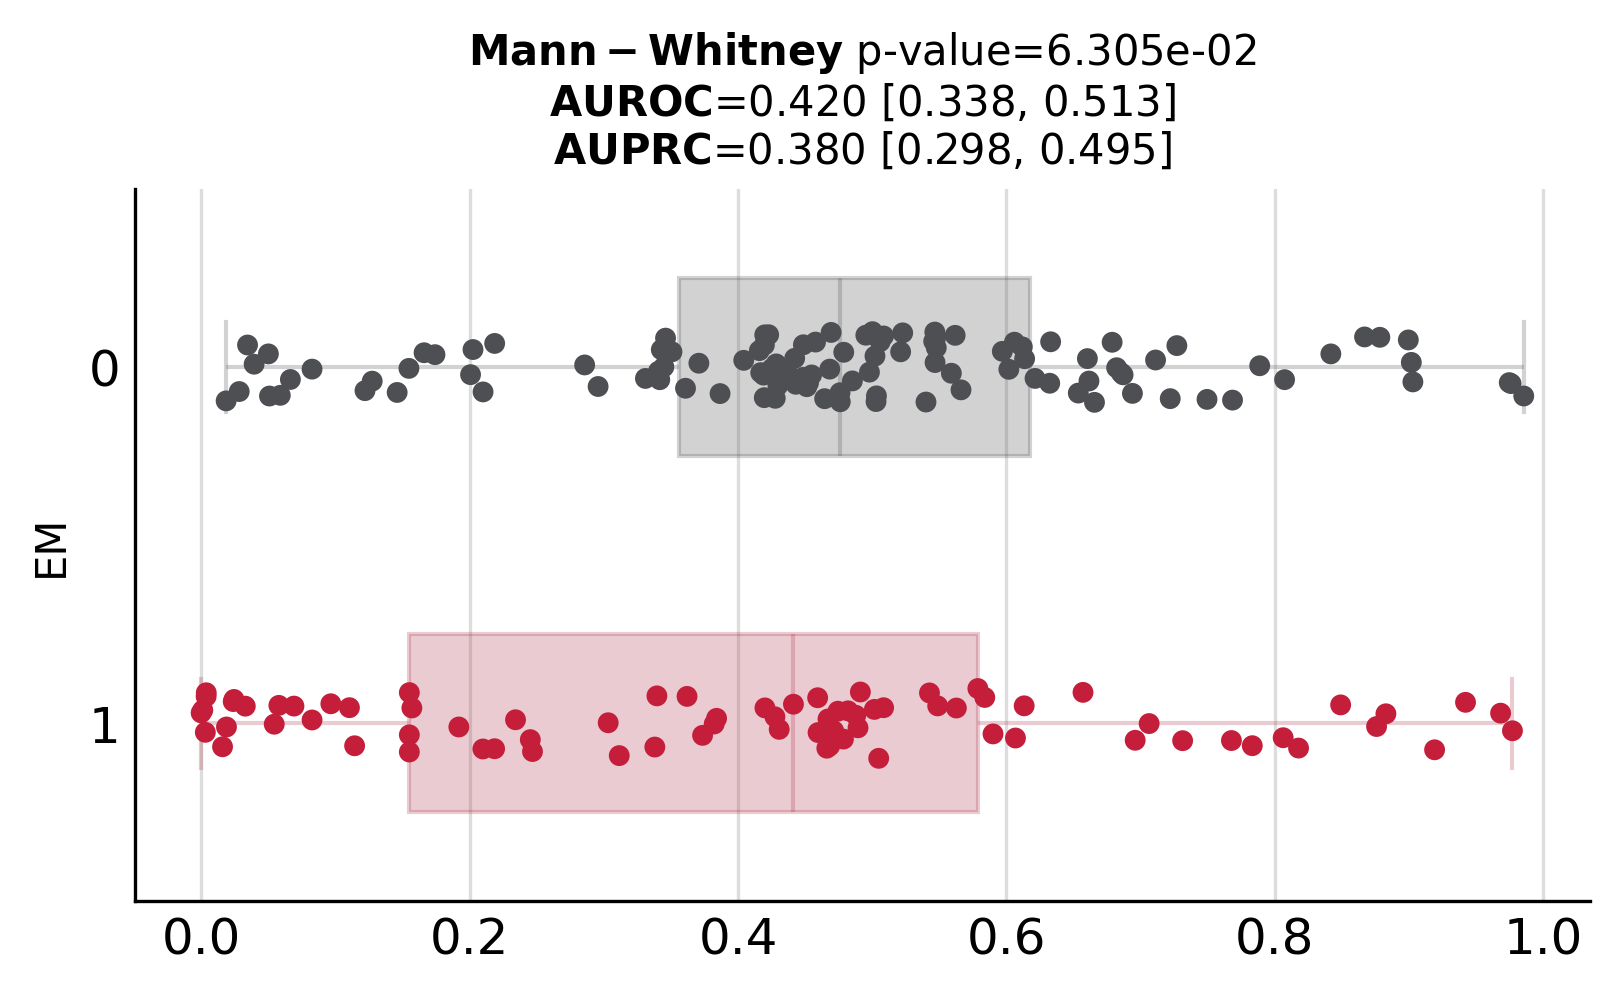 Mann − Whitney p-value=6.305e-02
AUROC=0.420 [0.338, 0.513]
AUPRC=0.380 [0.298, 0.495]
0
EM
1
0.0 0.2 0.4 0.6 0.8 1.0